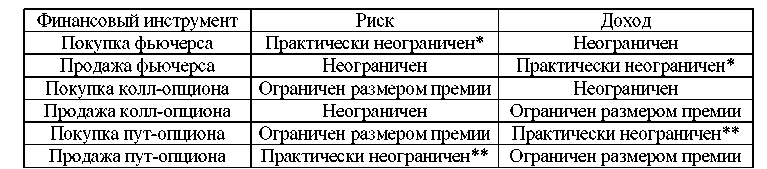 Финансовый инструмент Риск Доход
Покупка фьючерса Практически неограничен* Неограничен
Продажа фьючерса Неограничен Практически неограничен*
Покупка колл-опциона Ограничен размером премии Неограничен
Продажа колл-опциона Неограничен Ограничен размером премии
Покупка пут-опциона Ограничен размером премии Практически неограничен**
Продажа пут-опциона Практически неограничен** Ограничен размером премии